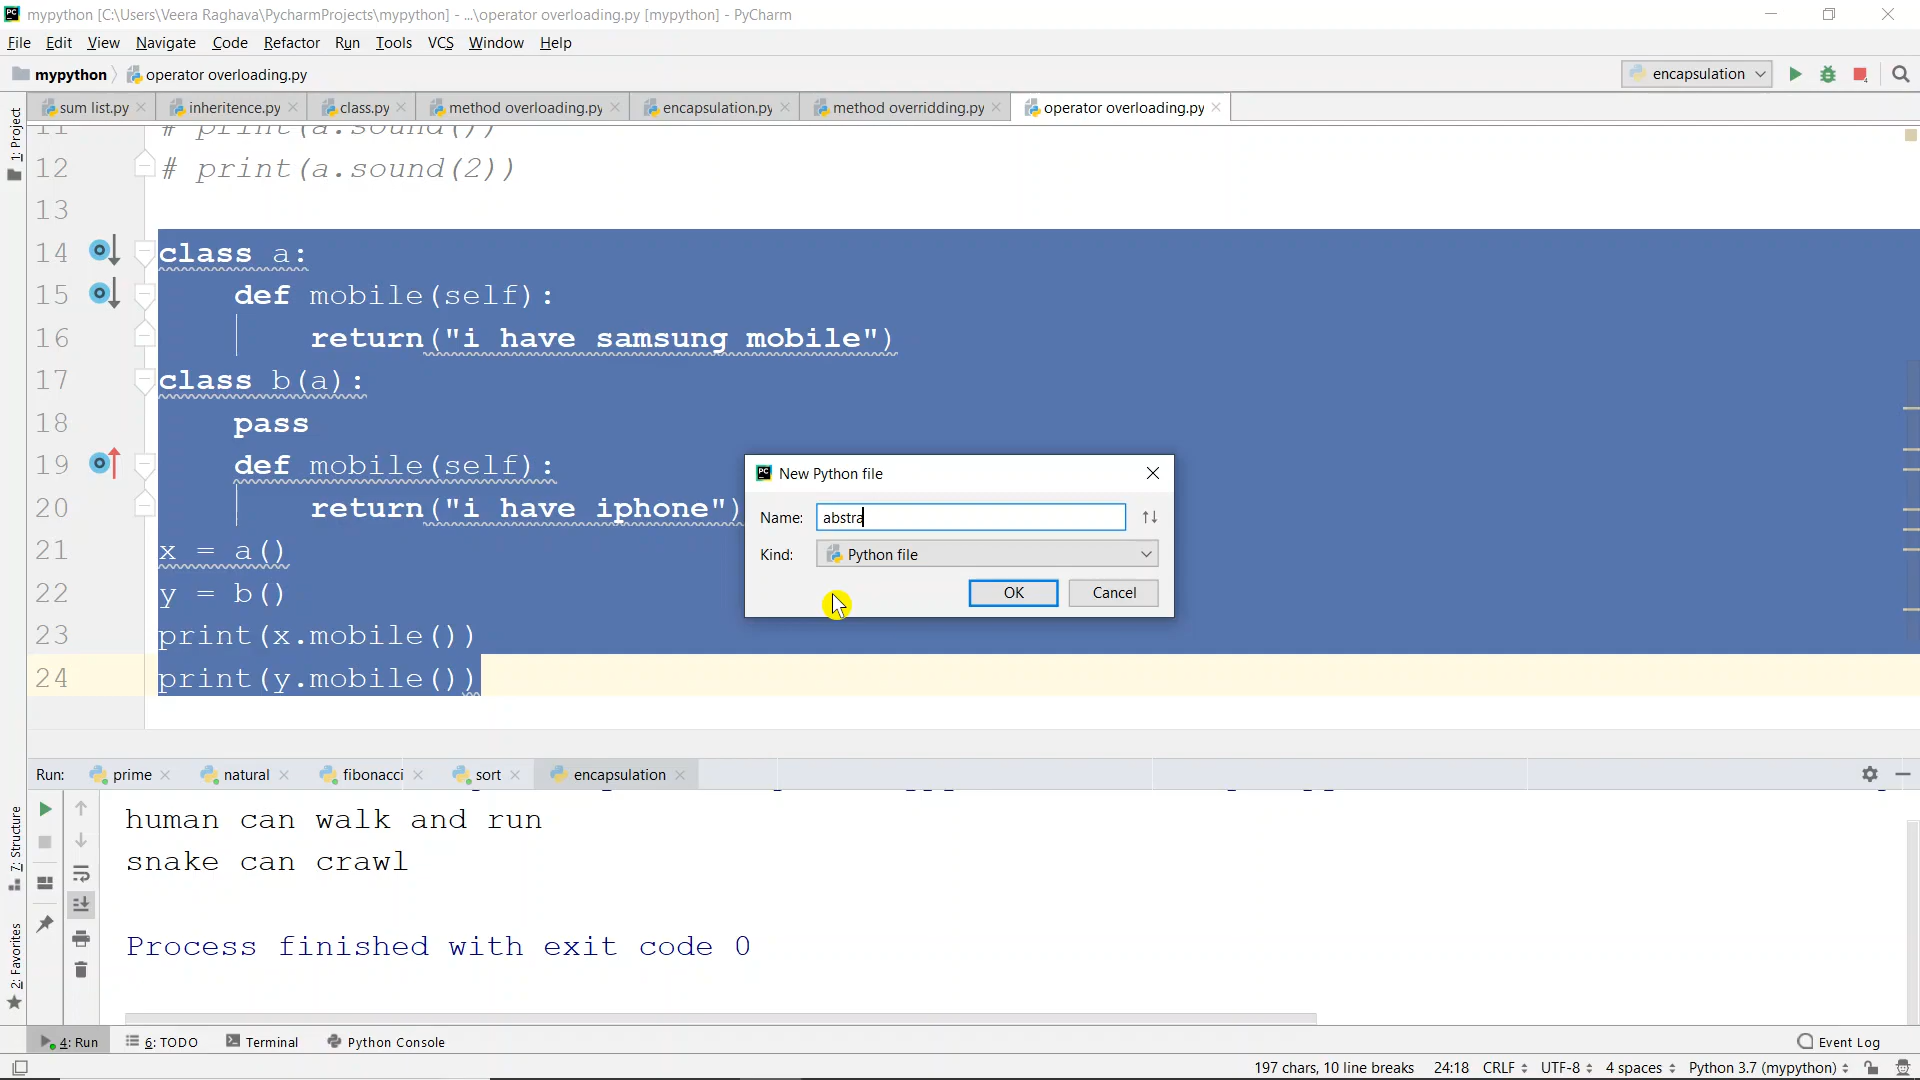 mypython [C:\Users\Veera Raghava\PycharmProjects\mypython] - ...\operator overloading.py [mypython] - PyCharm
File Edit View Navigate Code Refactor Run Tools VCS Window Help
mypython operator overloading.py encapsulation
sum list.py inheritence.py class.py method overloading.py encapsulation.py method overridding.py operator overloading.py
1: Project
11 # print(a.sound())
12 # print(a.sound(2))
13
14 class a:
15 def mobile(self):
16 return("i have samsung mobile")
17 class b(a):
18 pass
19 def mobile(self):
20 return("i have iphone")
21 x = a()
22 y = b()
23 print(x.mobile())
24 print(y.mobile())
New Python file
Name: abstra
Kind: Python file
OK Cancel
Run: prime natural fibonacci sort encapsulation
human can walk and run
snake can crawl
Process finished with exit code 0
7: Structure
2: Favorites
4: Run 6: TODO Terminal Python Console Event Log
197 chars, 10 line breaks 24:18 CRLF UTF-8 4 spaces Python 3.7 (mypython)